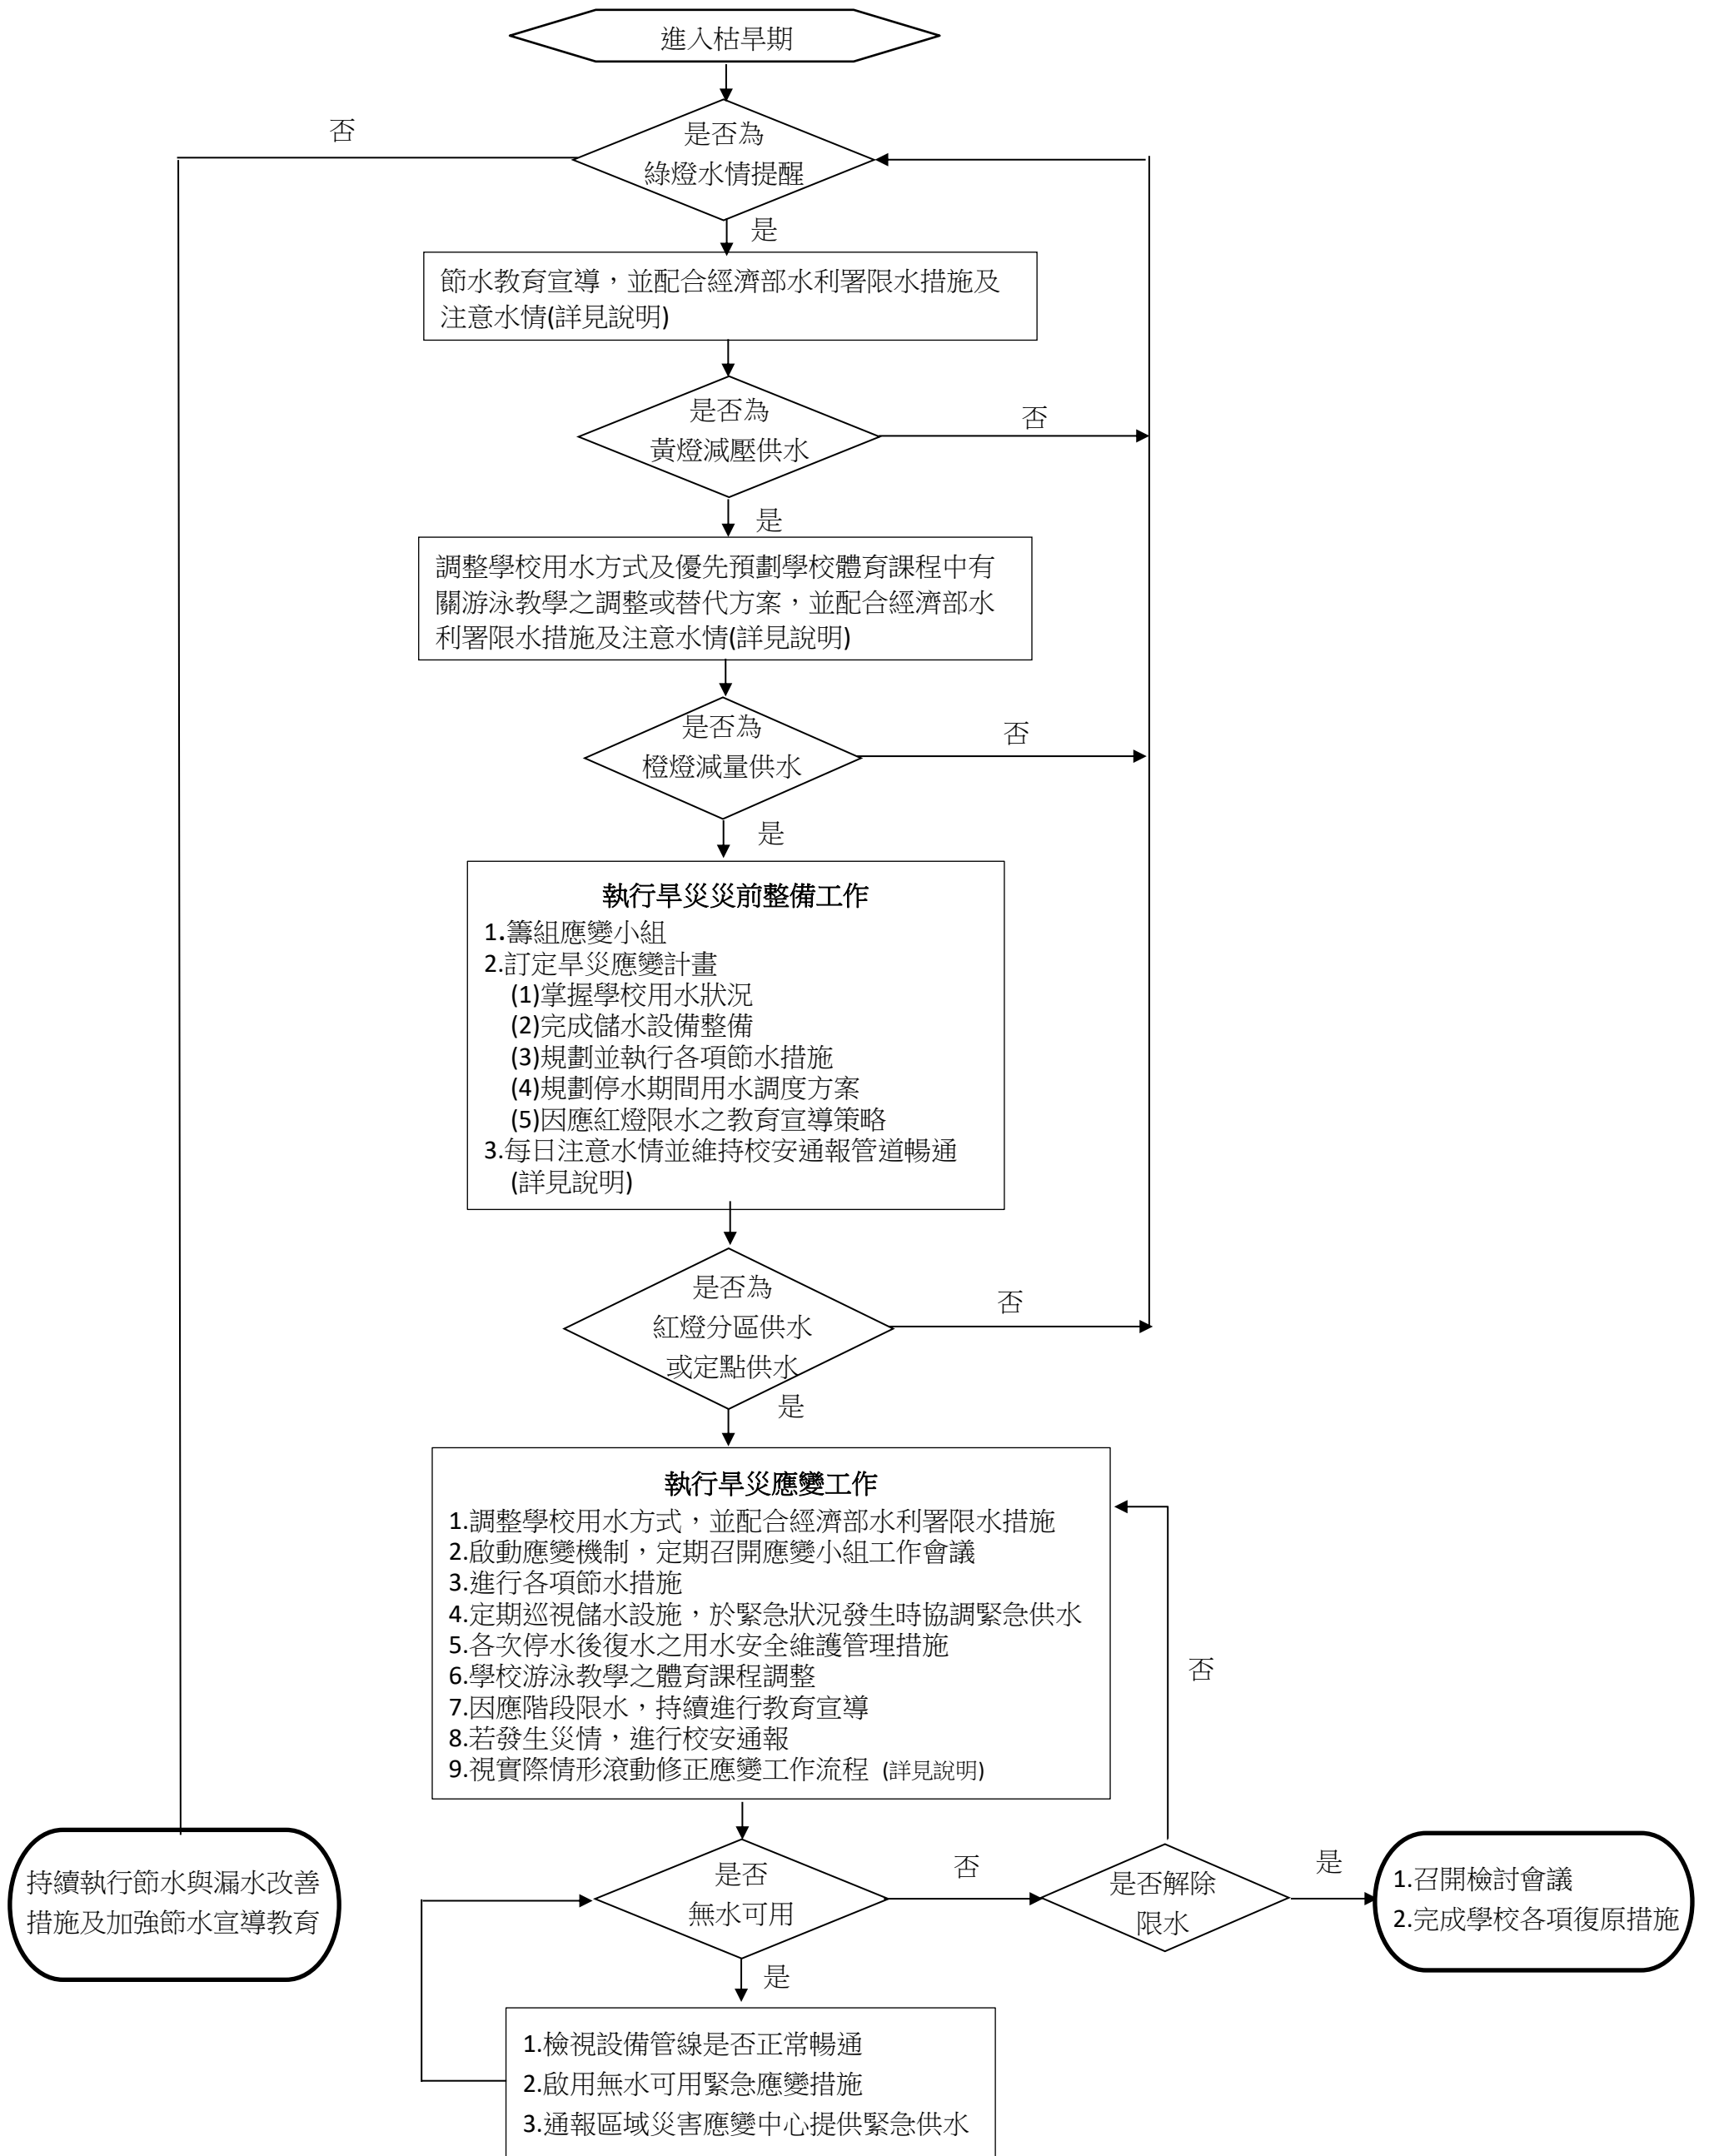 進入枯旱期
是否為
綠燈水情提醒
否
是
節水教育宣導，並配合經濟部水利署限水措施及
注意水情(詳見說明)
是否為
黃燈減壓供水
否
是
調整學校用水方式及優先預劃學校體育課程中有
關游泳教學之調整或替代方案，並配合經濟部水
利署限水措施及注意水情(詳見說明)
是否為
橙燈減量供水
否
是
執行旱災災前整備工作
1.籌組應變小組
2.訂定旱災應變計畫
(1)掌握學校用水狀況
(2)完成儲水設備整備
(3)規劃並執行各項節水措施
(4)規劃停水期間用水調度方案
(5)因應紅燈限水之教育宣導策略
3.每日注意水情並維持校安通報管道暢通
(詳見說明)
是否為
紅燈分區供水
或定點供水
否
是
執行旱災應變工作
1.調整學校用水方式，並配合經濟部水利署限水措施
2.啟動應變機制，定期召開應變小組工作會議
3.進行各項節水措施
4.定期巡視儲水設施，於緊急狀況發生時協調緊急供水
5.各次停水後復水之用水安全維護管理措施
6.學校游泳教學之體育課程調整
7.因應階段限水，持續進行教育宣導
8.若發生災情，進行校安通報
9.視實際情形滾動修正應變工作流程 (詳見說明)
否
持續執行節水與漏水改善
措施及加強節水宣導教育
是否
無水可用
否
是否解除
限水
是
1.召開檢討會議
2.完成學校各項復原措施
是
1.檢視設備管線是否正常暢通
2.啟用無水可用緊急應變措施
3.通報區域災害應變中心提供緊急供水